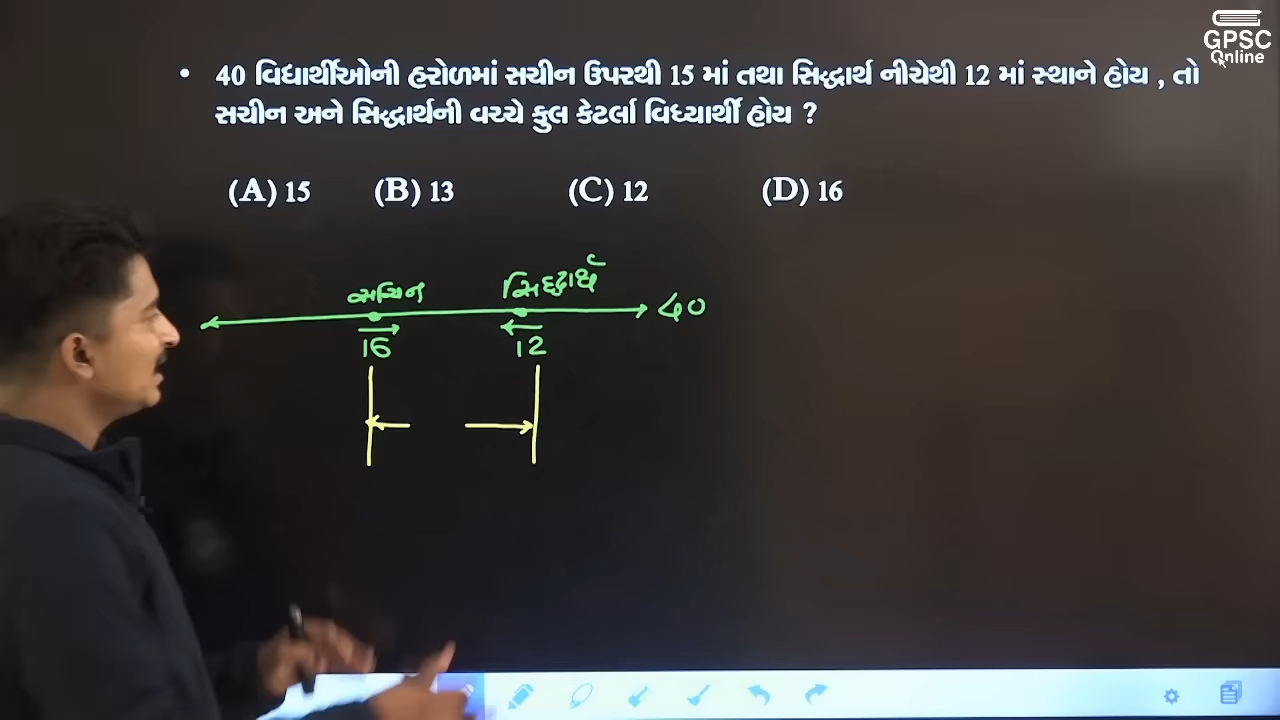 GPSC
Online
• 40 વિદ્યાર્થીઓની હરોળમાં સચીન ઉપરથી 15 માં તથા સિદ્ધાર્થ નીચેથી 12 માં સ્થાને હોય , તો
સચીન અને સિદ્ધાર્થની વચ્ચે કુલ કેટલાં વિધ્યાર્થી હોય ?
(A) 15 (B) 13 (C) 12 (D) 16
સચિન સિદ્ધાર્થ 40
16 12